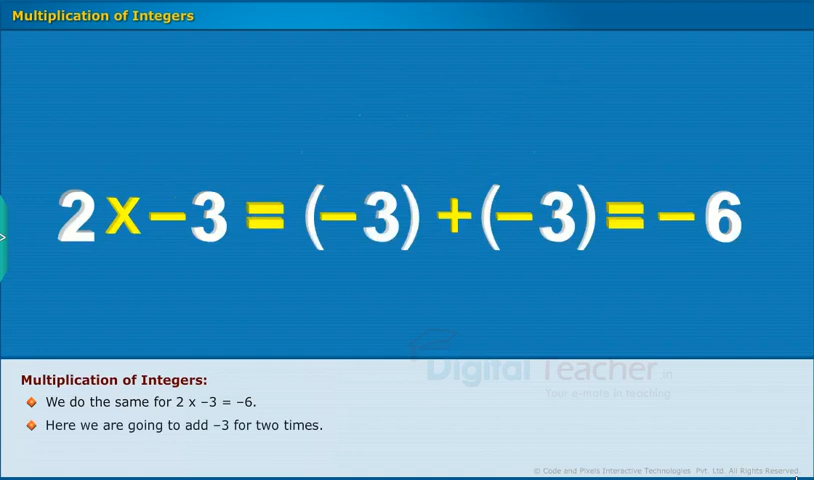 Multiplication of Integers
2 x –3 = (–3) + (–3) = –6
Multiplication of Integers:
We do the same for 2 x –3 = –6.
Here we are going to add –3 for two times.
Digital Teacher.in
Your e-mate in teaching
© Code and Pixels Interactive Technologies Pvt. Ltd. All Rights Reserved.